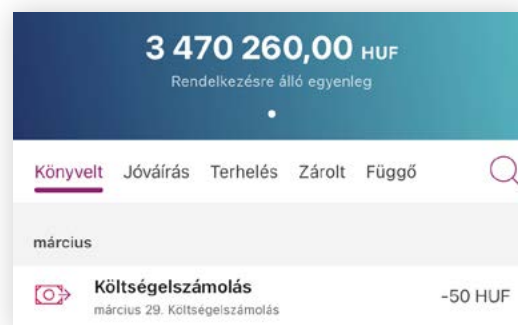 3 470 260,00 HUF
Rendelkezésre álló egyenleg
Könyvelt Jóváírás Terhelés Zárolt Függő
március
Költségelszámolás -50 HUF
március 29. Költségelszámolás